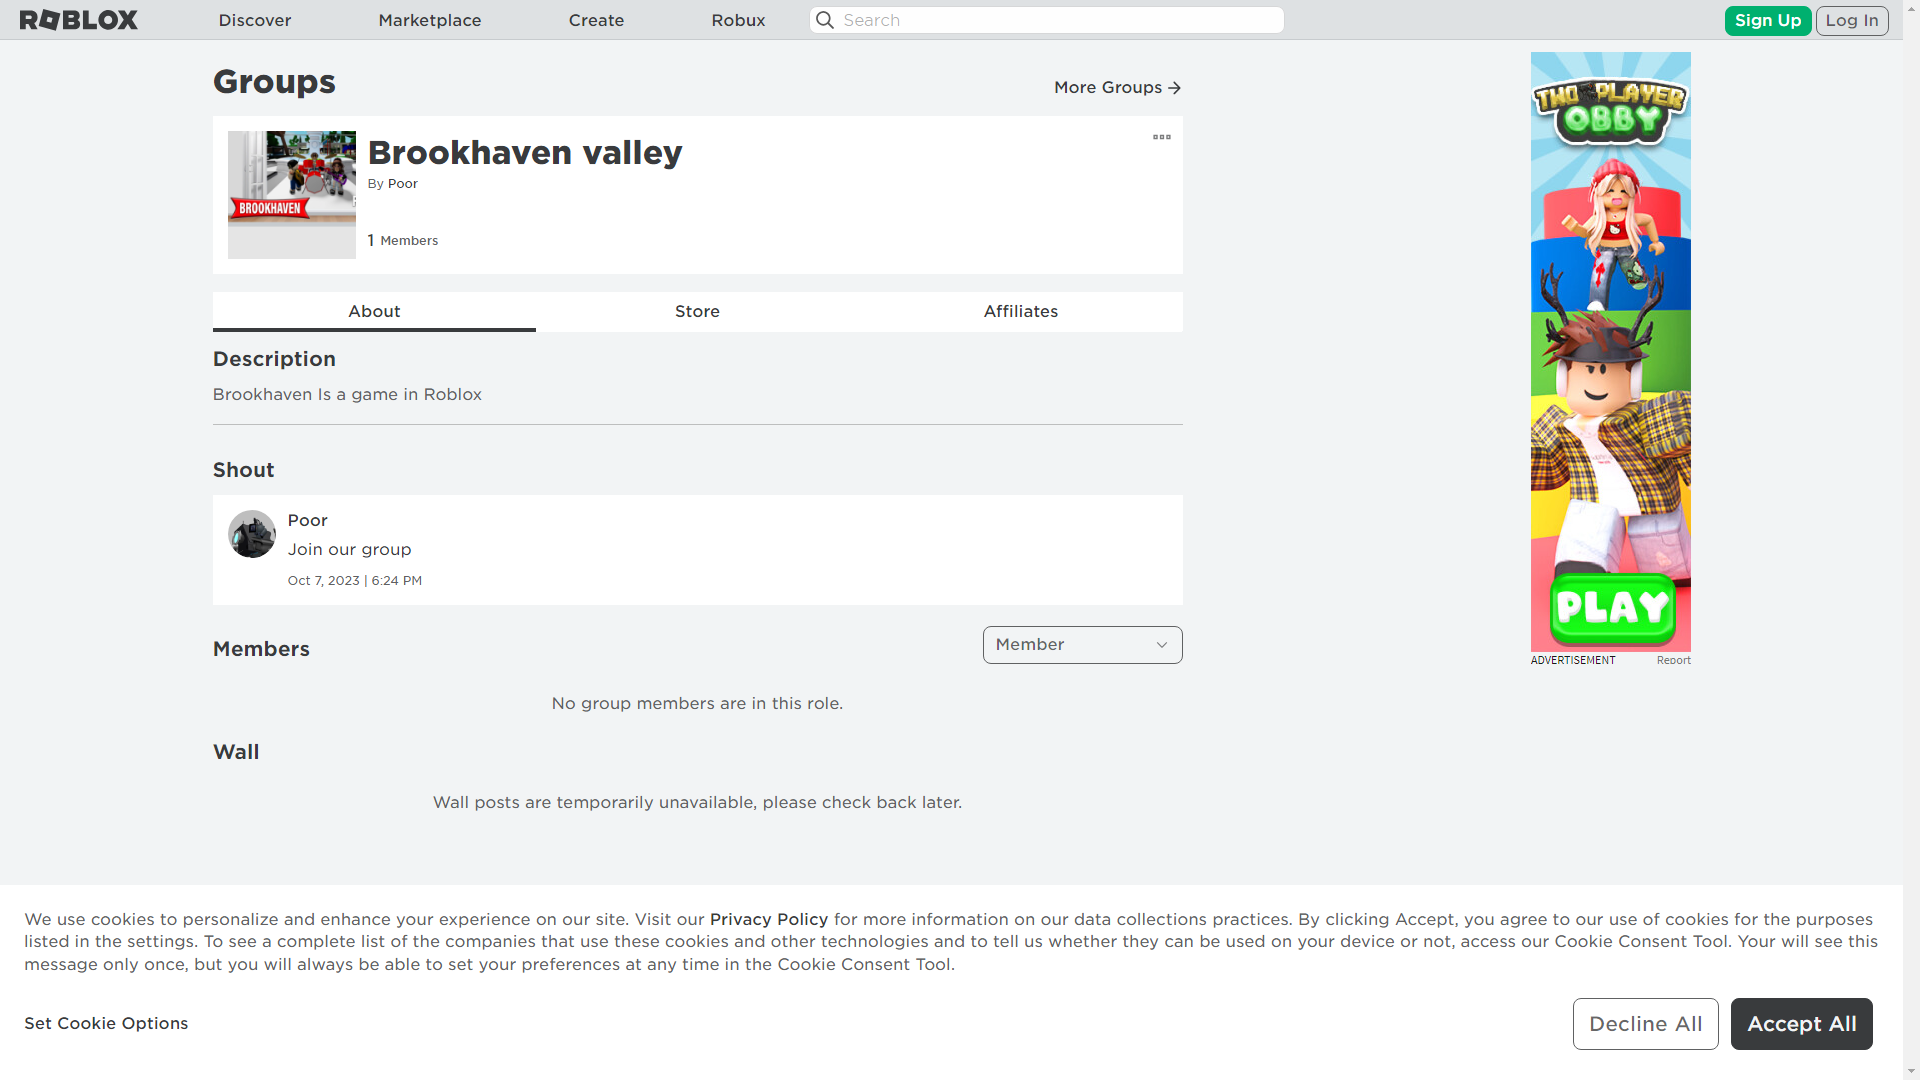 ROBLOX
Discover
Marketplace
Create
Robux
Search
Sign Up
Log In
Groups
More Groups
BROOKHAVEN
Brookhaven valley
By Poor
1 Members
About
Store
Affiliates
Description
Brookhaven Is a game in Roblox
Shout
Poor
Join our group
Oct 7, 2023 | 6:24 PM
Members
Member
No group members are in this role.
Wall
Wall posts are temporarily unavailable, please check back later.
TWO PLAYER
OBBY
PLAY
ADVERTISEMENT
Report
We use cookies to personalize and enhance your experience on our site. Visit our Privacy Policy for more information on our data collections practices. By clicking Accept, you agree to our use of cookies for the purposes
listed in the settings. To see a complete list of the companies that use these cookies and other technologies and to tell us whether they can be used on your device or not, access our Cookie Consent Tool. Your will see this
message only once, but you will always be able to set your preferences at any time in the Cookie Consent Tool.
Set Cookie Options
Decline All
Accept All